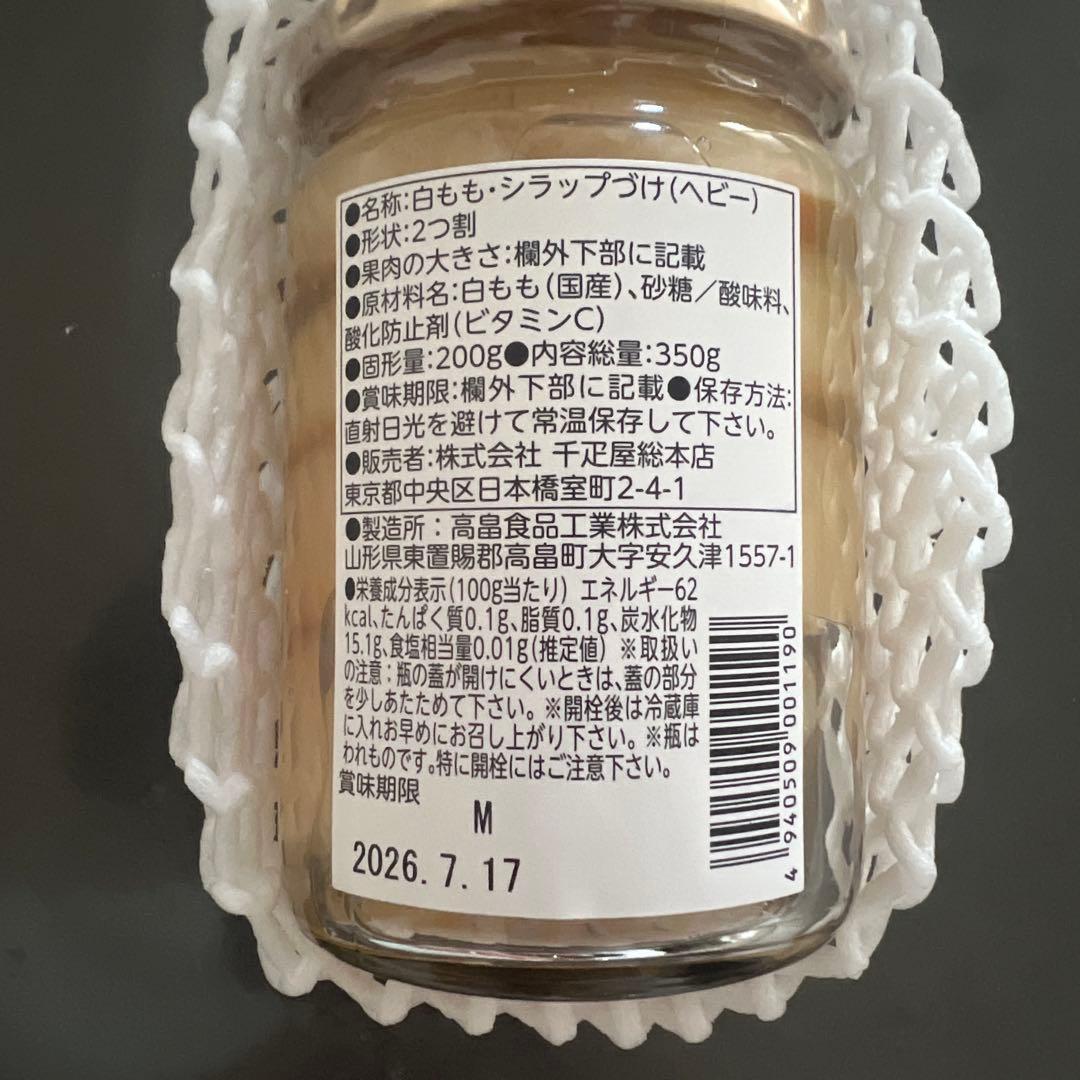 ●名称:白もも・シラップづけ(ヘビー)
●形状:2つ割
●果肉の大きさ:欄外下部に記載
●原材料名:白もも(国産)、砂糖/酸味料、
酸化防止剤(ビタミンC)
●固形量:200g●内容総量:350g
●賞味期限:欄外下部に記載●保存方法:
直射日光を避けて常温保存して下さい。
●販売者:株式会社 千疋屋総本店
東京都中央区日本橋室町2-4-1
●製造所:高畠食品工業株式会社
山形県東置賜郡高畠町大字安久津1557-1
●栄養成分表示(100g当たり) エネルギー62
kcal、たんぱく質0.1g、脂質0.1g、炭水化物
15.1g、食塩相当量0.01g(推定値) ※取扱い
の注意:瓶の蓋が開けにくいときは、蓋の部分
を少しあたためて下さい。※開栓後は冷蔵庫
に入れお早めにお召し上がり下さい。※瓶は
われものです。特に開栓にはご注意下さい。
賞味期限
M
2026.7.17
4 940509 001190